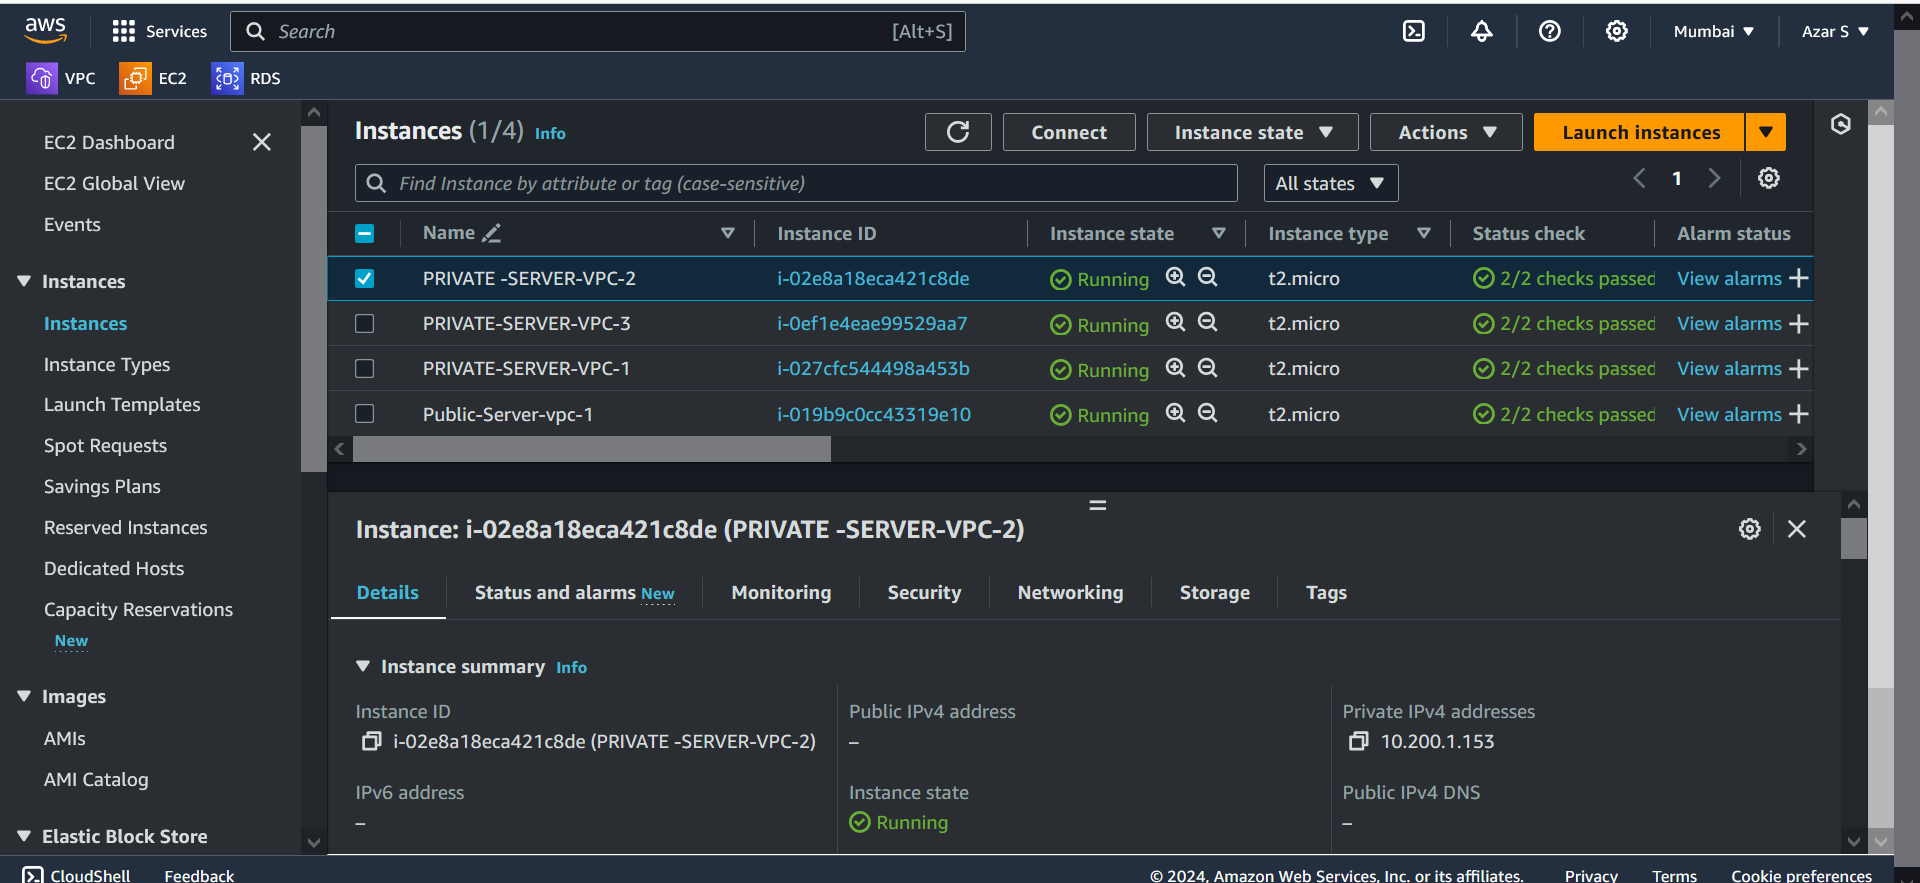 aws
Services
Search
[Alt+S]
Mumbai
Azar S
VPC
EC2
RDS
EC2 Dashboard
EC2 Global View
Events
Instances
Instances
Instance Types
Launch Templates
Spot Requests
Savings Plans
Reserved Instances
Dedicated Hosts
Capacity Reservations
New
Images
AMIs
AMI Catalog
Elastic Block Store
Instances (1/4) Info
Connect
Instance state
Actions
Launch instances
Find Instance by attribute or tag (case-sensitive)
All states
1
Name Instance ID Instance state Instance type Status check Alarm status
PRIVATE -SERVER-VPC-2 i-02e8a18eca421c8de Running t2.micro 2/2 checks passed View alarms
PRIVATE-SERVER-VPC-3 i-0ef1e4eae99529aa7 Running t2.micro 2/2 checks passed View alarms
PRIVATE-SERVER-VPC-1 i-027cfc544498a453b Running t2.micro 2/2 checks passed View alarms
Public-Server-vpc-1 i-019b9c0cc43319e10 Running t2.micro 2/2 checks passed View alarms
Instance: i-02e8a18eca421c8de (PRIVATE -SERVER-VPC-2)
Details Status and alarms New Monitoring Security Networking Storage Tags
Instance summary Info
Instance ID
i-02e8a18eca421c8de (PRIVATE -SERVER-VPC-2)
Public IPv4 address
–
Private IPv4 addresses
10.200.1.153
IPv6 address
–
Instance state
Running
Public IPv4 DNS
–
CloudShell Feedback © 2024, Amazon Web Services, Inc. or its affiliates. Privacy Terms Cookie preferences